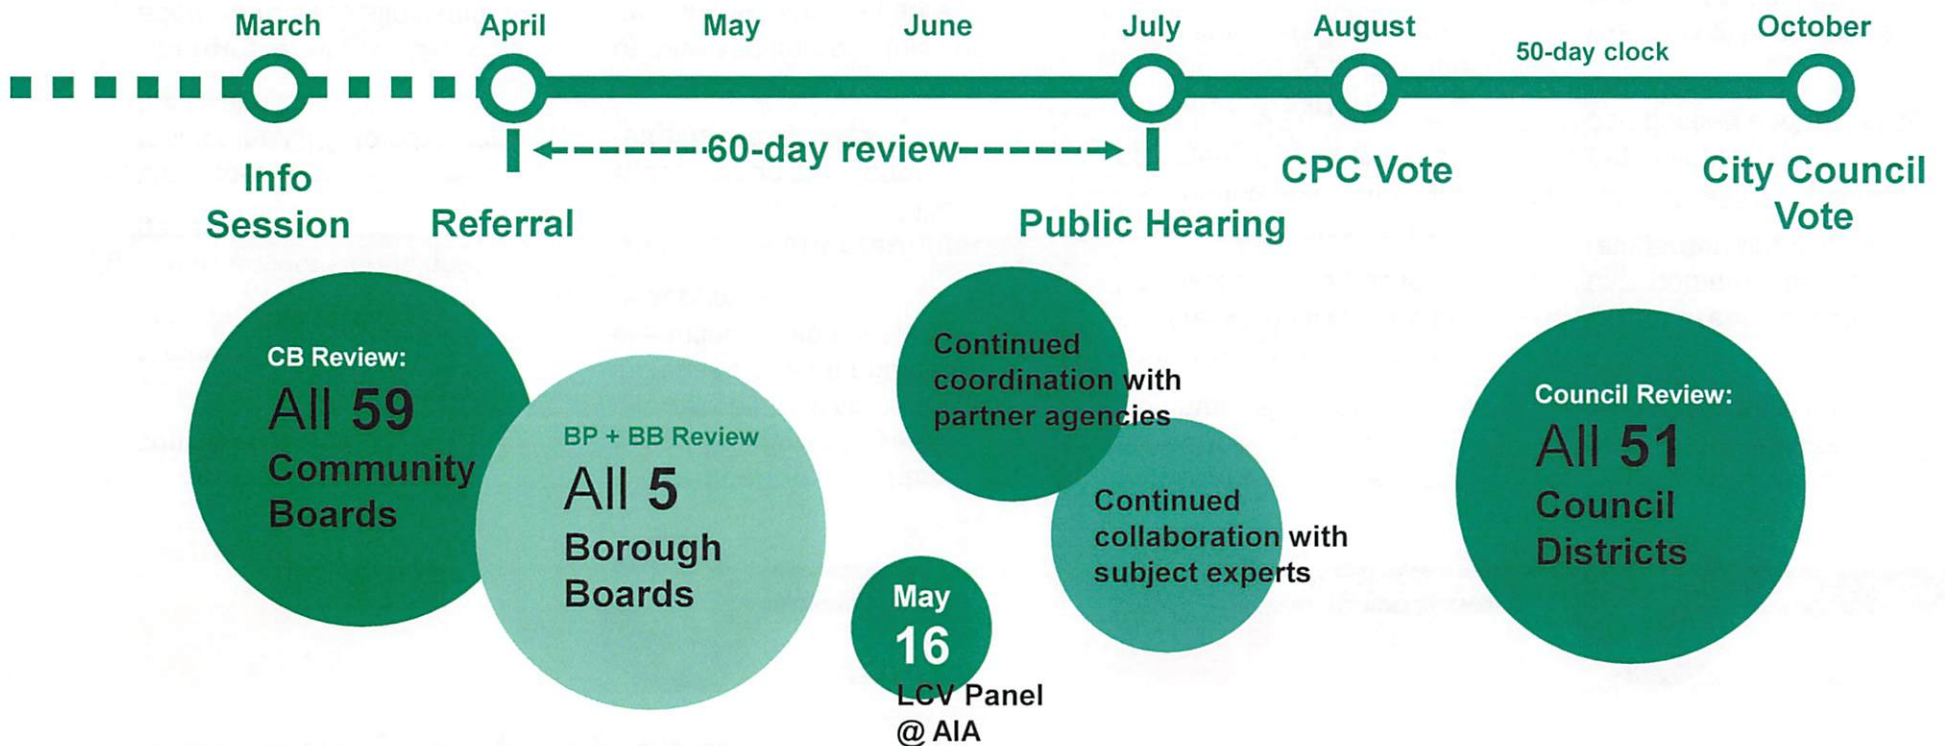 March
April
May
June
July
August
October
50-day clock
60-day review
Info
Session
Referral
Public Hearing
CPC Vote
City Council
Vote
CB Review:
All 59
Community
Boards
BP + BB Review
All 5
Borough
Boards
Continued
coordination with
partner agencies
Continued
collaboration with
subject experts
May
16
LCV Panel
@ AIA
Council Review:
All 51
Council
Districts